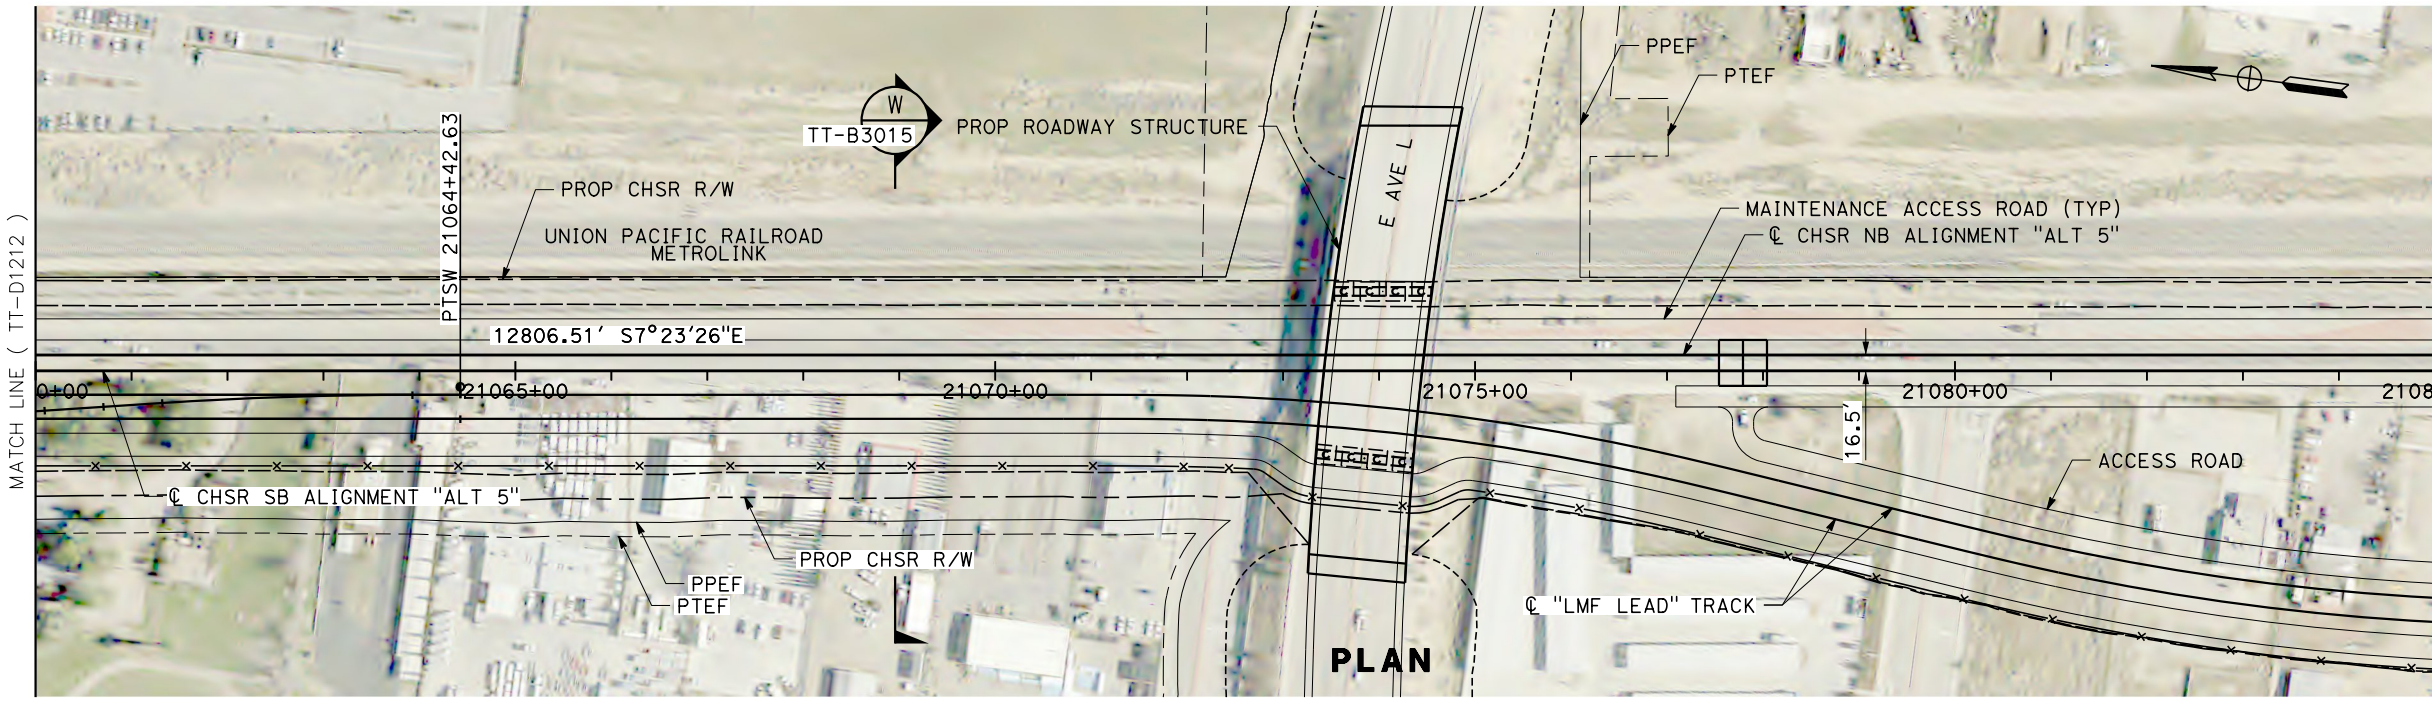 MATCH LINE ( TT-D1212 )
PTSW 21064+42.63
PROP CHSR R/W
UNION PACIFIC RAILROAD
METROLINK
W
TT-B3015
PROP ROADWAY STRUCTURE
E AVE L
PPEF
PTEF
MAINTENANCE ACCESS ROAD (TYP)
℄ CHSR NB ALIGNMENT "ALT 5"
12806.51' S7°23'26"E
0+00
21065+00
21070+00
21075+00
21080+00
2108
16.5'
ACCESS ROAD
℄ CHSR SB ALIGNMENT "ALT 5"
PROP CHSR R/W
PPEF
PTEF
℄ "LMF LEAD" TRACK
PLAN